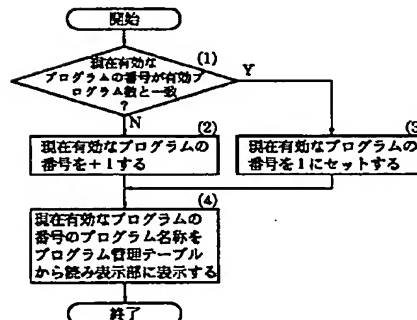 開始
(1)
現在有効な
プログラムの番号が有効プ
ログラム数と一致
?
Y
N
(2)
現在有効なプログラムの
番号を+1する
(3)
現在有効なプログラムの
番号を1にセットする
(4)
現在有効なプログラムの
番号のプログラム名称を
プログラム管理テーブル
から読み表示部に表示する
終了